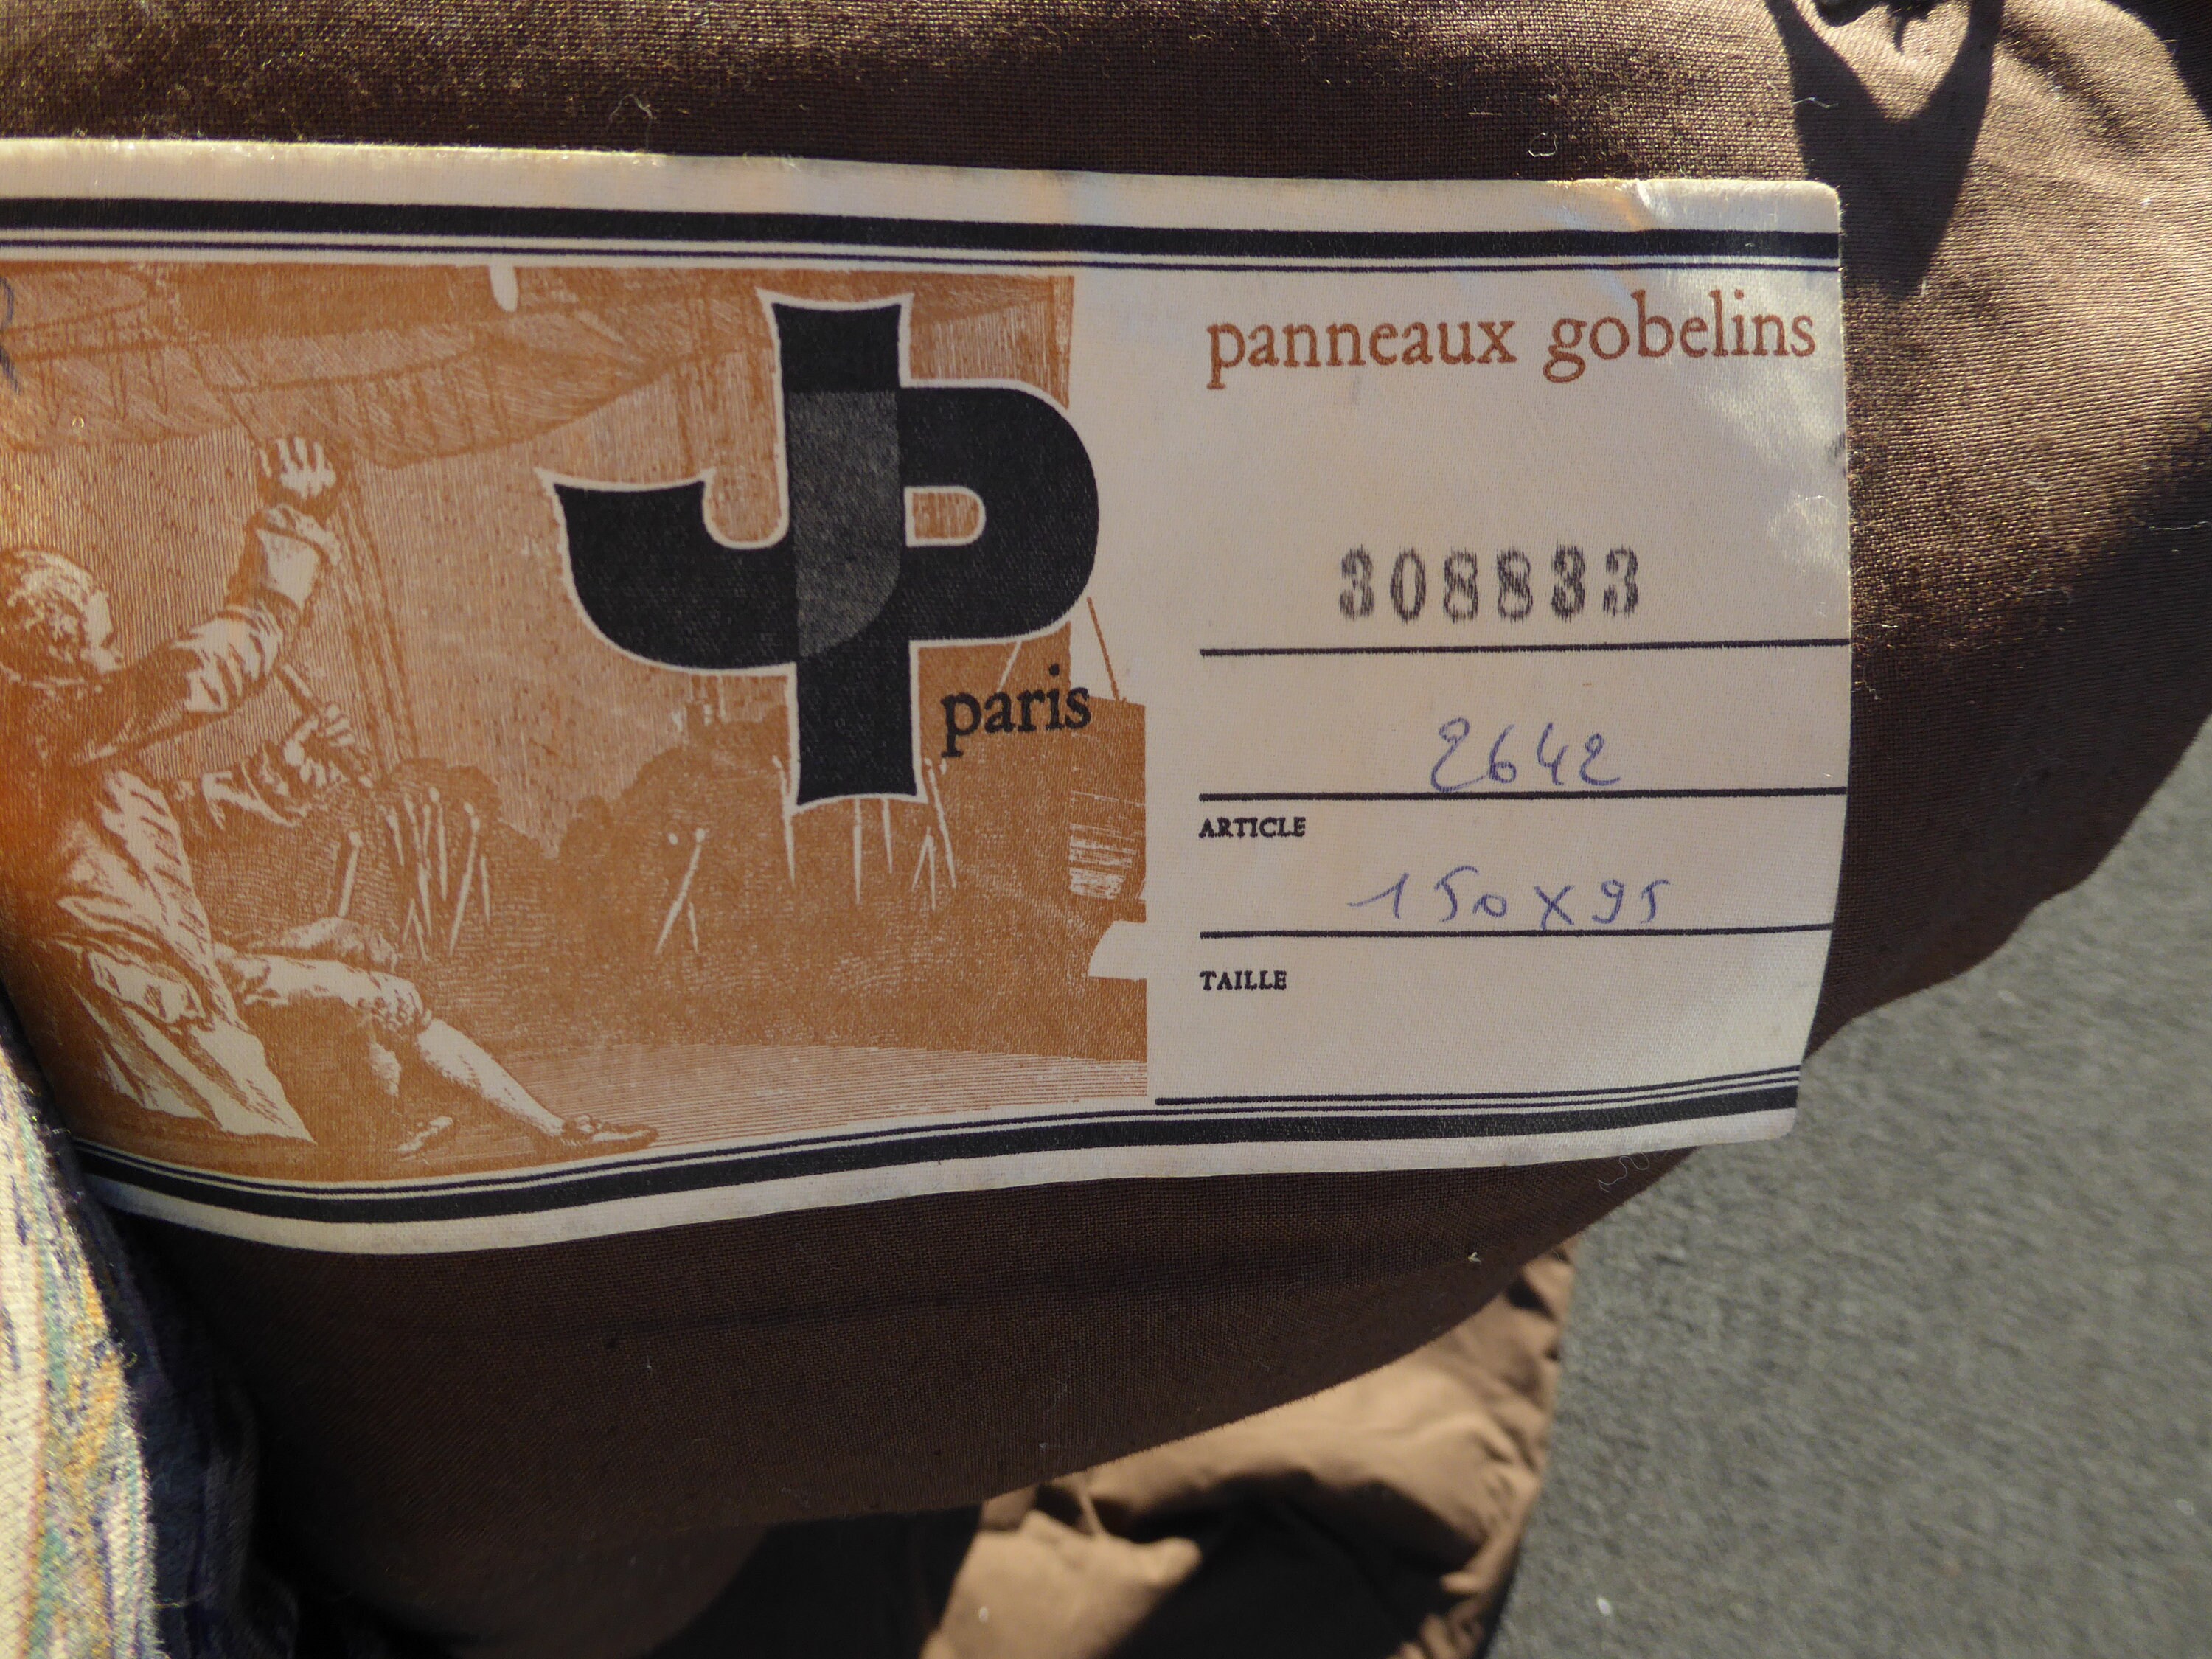 panneaux gobelins
JP
paris
308833
2642
ARTICLE
150x95
TAILLE